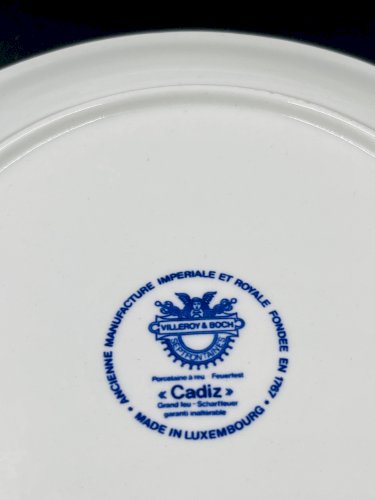 • ANCIENNE MANUFACTURE IMPERIALE ET ROYALE FONDEE EN 1767 •
VILLEROY & BOCH
SEPTFONTAINES
Porcelaine à feu Feuerfest
« Cadiz »
Grand feu - Scharffeuer
garanti inaltérable
MADE IN LUXEMBOURG